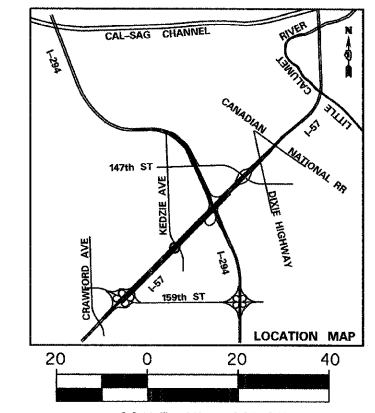 CAL-SAG CHANNEL
RIVER
N
I-294
CALUMET
LITTLE
CANADIAN
I-57
147th ST
NATIONAL RR
KEDZIE AVE
DIXIE HIGHWAY
CRAWFORD AVE
I-57
I-294
159th ST
LOCATION MAP
20 0 20 40